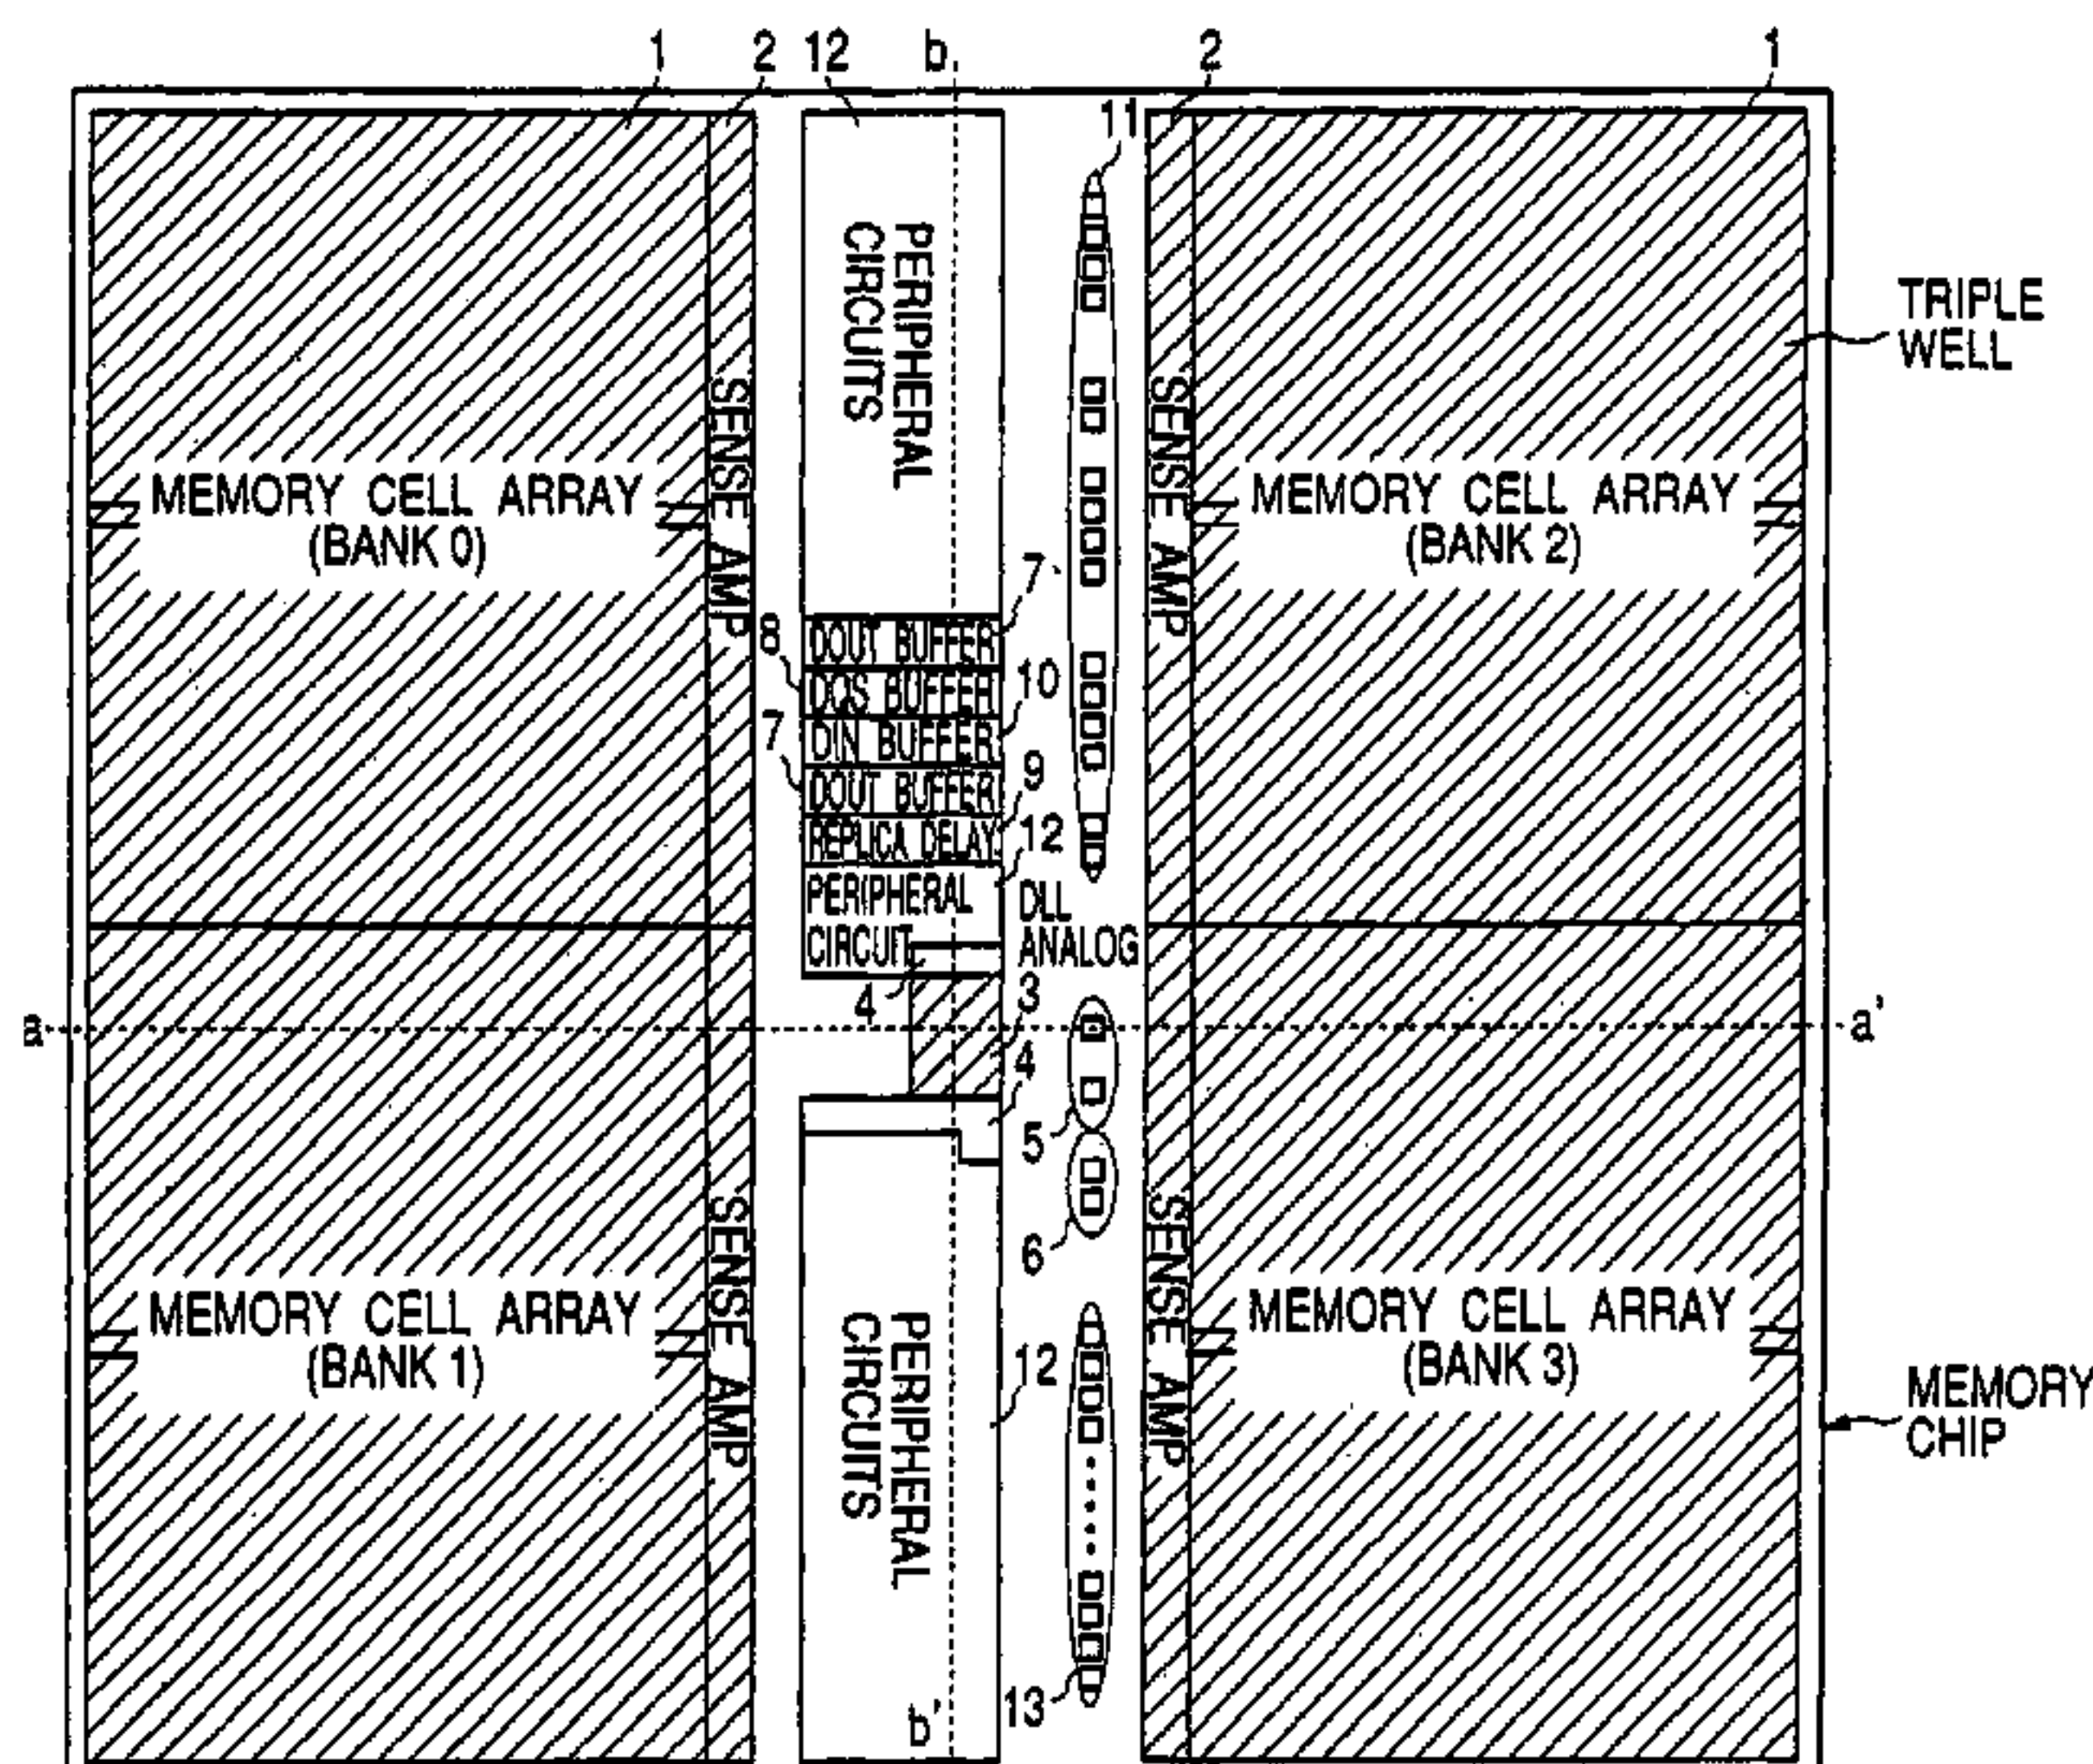 1 2 12 b 2 1
11
PERIPHERAL
CIRCUITS
TRIPLE
WELL
SENSE AMP
SENSE AMP
MEMORY CELL ARRAY
(BANK 0)
MEMORY CELL ARRAY
(BANK 2)
7
8
DOUT BUFFER
DQS BUFFER
10
7
DIN BUFFER
DOUT BUFFER
9
REPLICA DELAY
12
PERIPHERAL
CIRCUIT
DLL
ANALOG
4
3
a
a'
4
5
6
SENSE AMP
SENSE AMP
MEMORY CELL ARRAY
(BANK 1)
MEMORY CELL ARRAY
(BANK 3)
PERIPHERAL
CIRCUITS
12
MEMORY
CHIP
13
b'